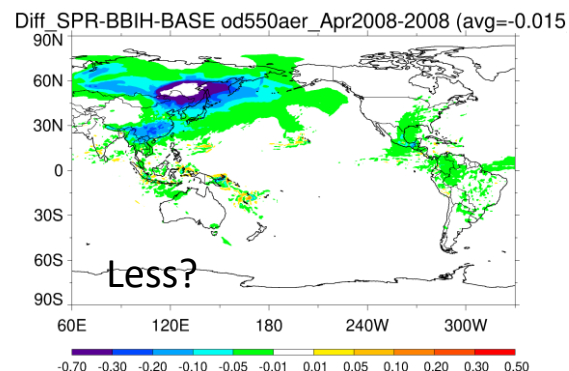 Diff_SPR-BBIH-BASE od550aer_Apr2008-2008 (avg=-0.015
90N
60N
30N
0
30S
60S
90S
Less?
60E 120E 180 240W 300W
-0.70 -0.30 -0.20 -0.10 -0.05 -0.01 0.01 0.05 0.10 0.20 0.30 0.50